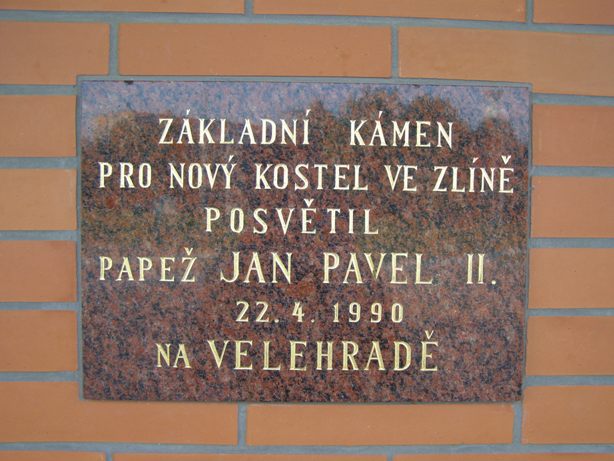 ZÁKLADNÍ KÁMEN
PRO NOVÝ KOSTEL VE ZLÍNĚ
POSVĚTIL
PAPEŽ JAN PAVEL II.
22. 4. 1990
NA VELEHRADĚ